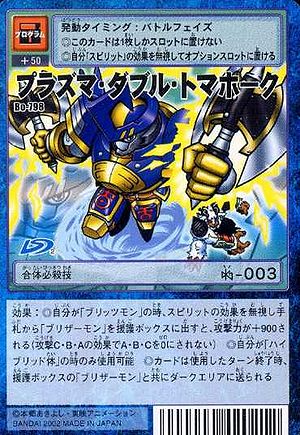 プログラム
+50
発動タイミング:バトルフェイズ
◎このカードは1枚しかスロットに置けない
◎自分「スピリット」の効果を無視してオプションスロットに置ける
プラズマ・ダブル・トマホーク
Bo-798
合体必殺技
-003
効果:◎自分が「ブリッツモン」の時、スピリットの効果を無視し手
札から「ブリザーモン」を援護ボックスに出すと、攻撃力が+900
される(攻撃C・B・Aの効果でA・B・Cを0にされない) ◎自分が「ハイ
ブリッド体」の時のみ使用可能 ◎カードは使用したターン終了時、
援護ボックスの「ブリザーモン」と共にダークエリアに送られる
©本郷あきよし・東映アニメーション
BANDAI 2002 MADE IN JAPAN